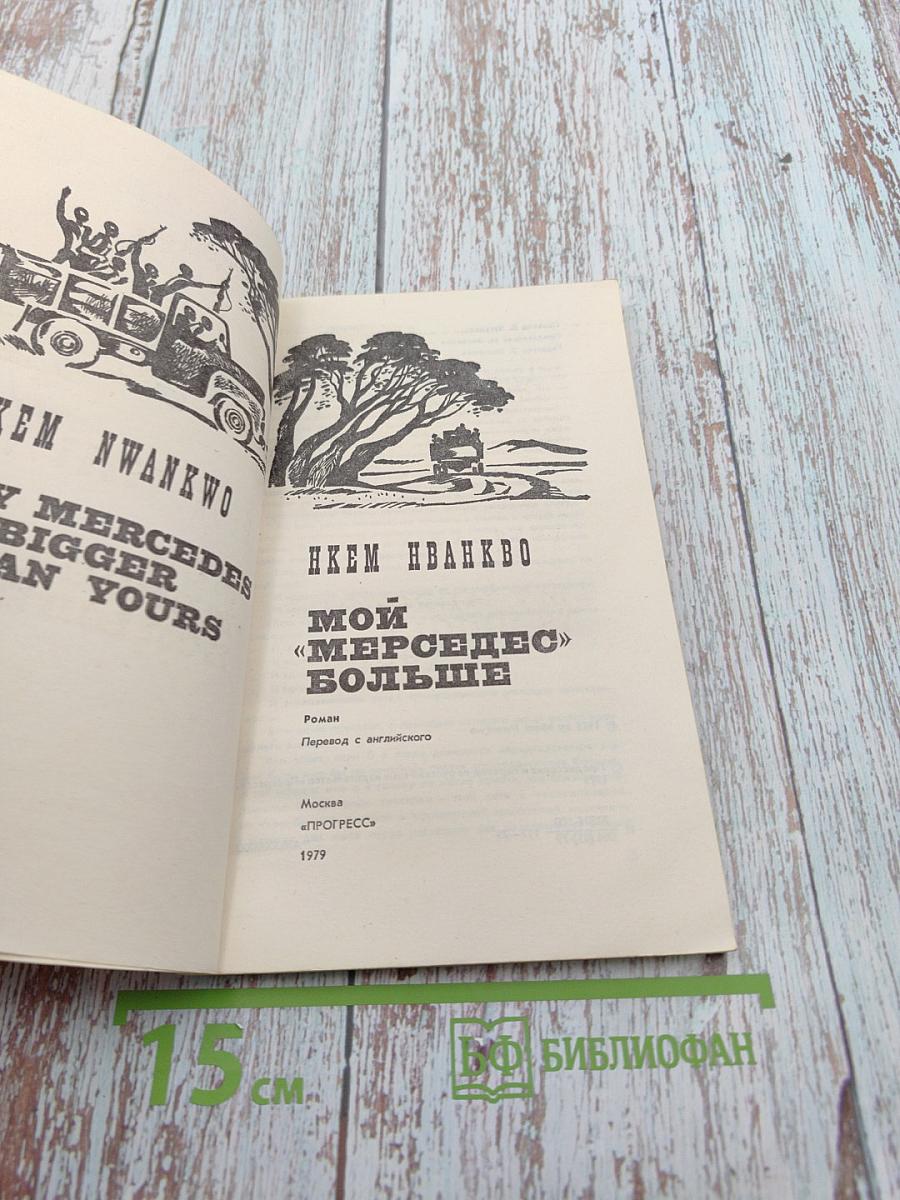 KEM NWANKWO
Y MERCEDES
BIGGER
AN YOURS
НКЕМ НВАНКВО
МОЙ
«МЕРСЕДЕС»
БОЛЬШЕ
Роман
Перевод с английского
Москва
«ПРОГРЕСС»
1979
15 см
БФ БИБЛИОФАН